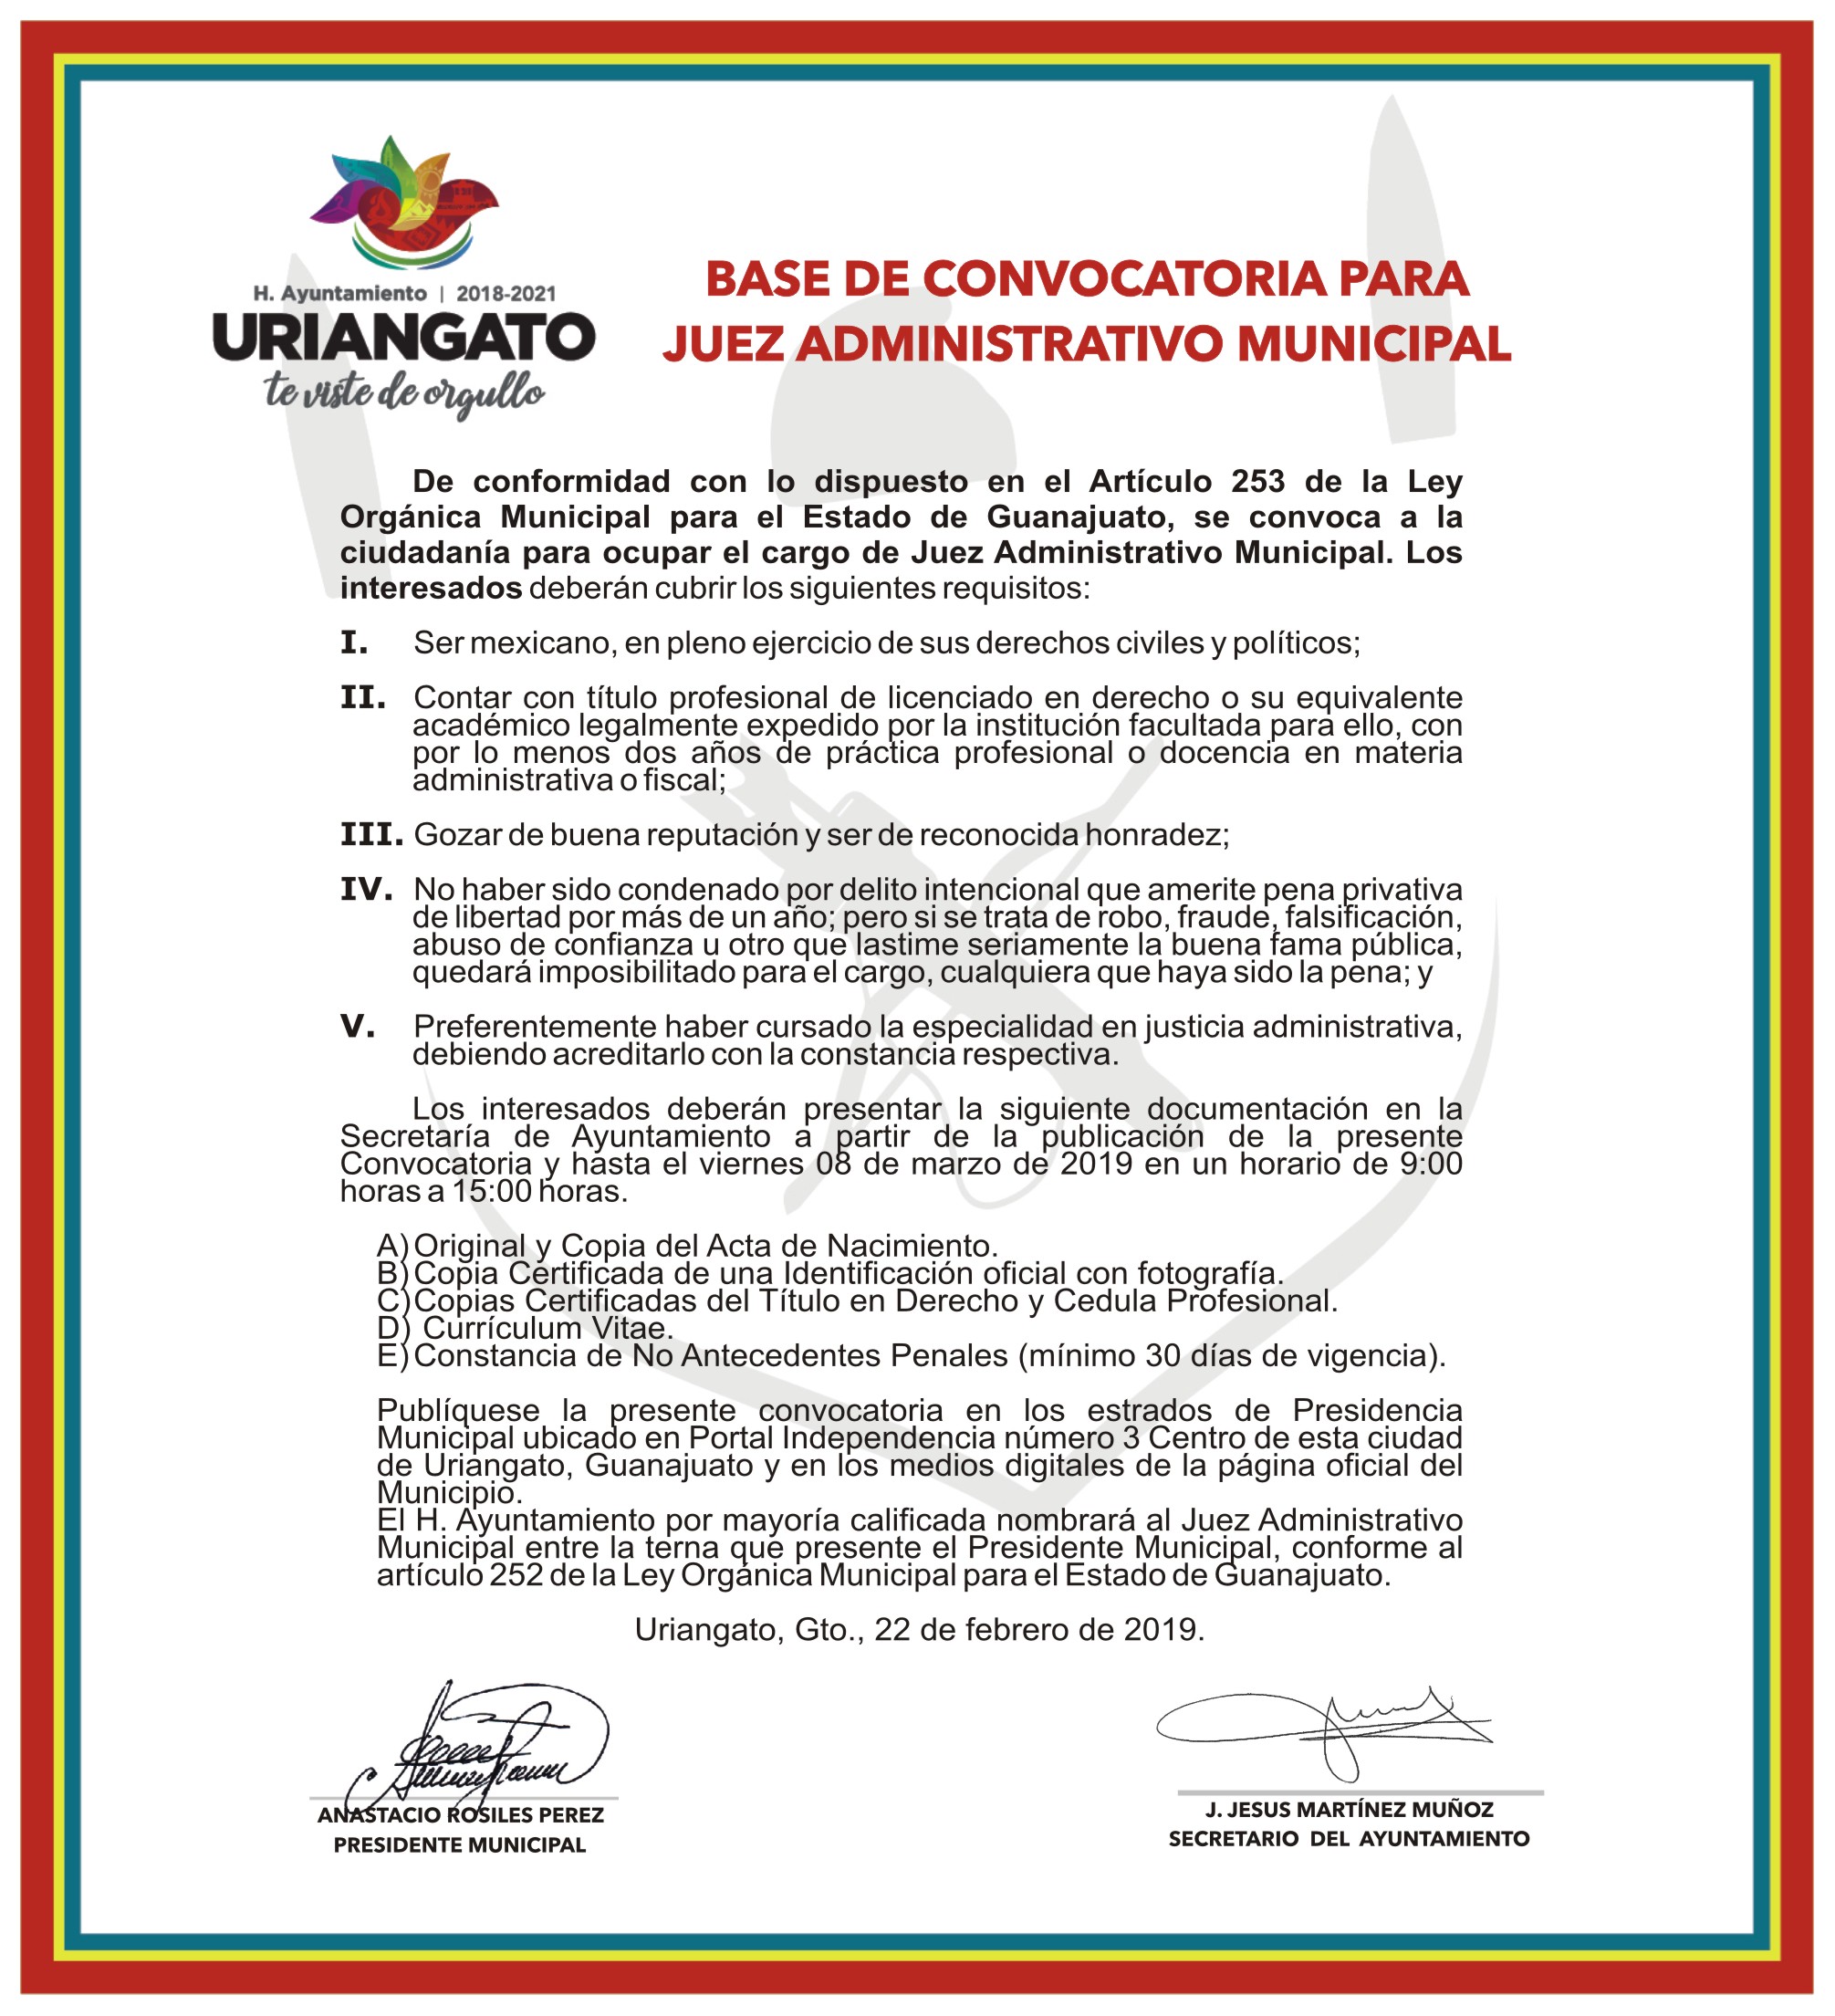 H. Ayuntamiento | 2018-2021
URIANGATO
te viste de orgullo
BASE DE CONVOCATORIA PARA
JUEZ ADMINISTRATIVO MUNICIPAL
De conformidad con lo dispuesto en el Artículo 253 de la Ley
Orgánica Municipal para el Estado de Guanajuato, se convoca a la
ciudadanía para ocupar el cargo de Juez Administrativo Municipal. Los
interesados deberán cubrir los siguientes requisitos:
I. Ser mexicano, en pleno ejercicio de sus derechos civiles y políticos;
II. Contar con título profesional de licenciado en derecho o su equivalente
académico legalmente expedido por la institución facultada para ello, con
por lo menos dos años de práctica profesional o docencia en materia
administrativa o fiscal;
III. Gozar de buena reputación y ser de reconocida honradez;
IV. No haber sido condenado por delito intencional que amerite pena privativa
de libertad por más de un año; pero si se trata de robo, fraude, falsificación,
abuso de confianza u otro que lastime seriamente la buena fama pública,
quedará imposibilitado para el cargo, cualquiera que haya sido la pena; y
V. Preferentemente haber cursado la especialidad en justicia administrativa,
debiendo acreditarlo con la constancia respectiva.
Los interesados deberán presentar la siguiente documentación en la
Secretaría de Ayuntamiento a partir de la publicación de la presente
Convocatoria y hasta el viernes 08 de marzo de 2019 en un horario de 9:00
horas a 15:00 horas.
A) Original y Copia del Acta de Nacimiento.
B) Copia Certificada de una Identificación oficial con fotografía.
C) Copias Certificadas del Título en Derecho y Cedula Profesional.
D) Currículum Vitae.
E) Constancia de No Antecedentes Penales (mínimo 30 días de vigencia).
Publíquese la presente convocatoria en los estrados de Presidencia
Municipal ubicado en Portal Independencia número 3 Centro de esta ciudad
de Uriangato, Guanajuato y en los medios digitales de la página oficial del
Municipio.
El H. Ayuntamiento por mayoría calificada nombrará al Juez Administrativo
Municipal entre la terna que presente el Presidente Municipal, conforme al
artículo 252 de la Ley Orgánica Municipal para el Estado de Guanajuato.
Uriangato, Gto., 22 de febrero de 2019.
ANASTACIO ROSILES PEREZ
PRESIDENTE MUNICIPAL
J. JESUS MARTÍNEZ MUÑOZ
SECRETARIO DEL AYUNTAMIENTO